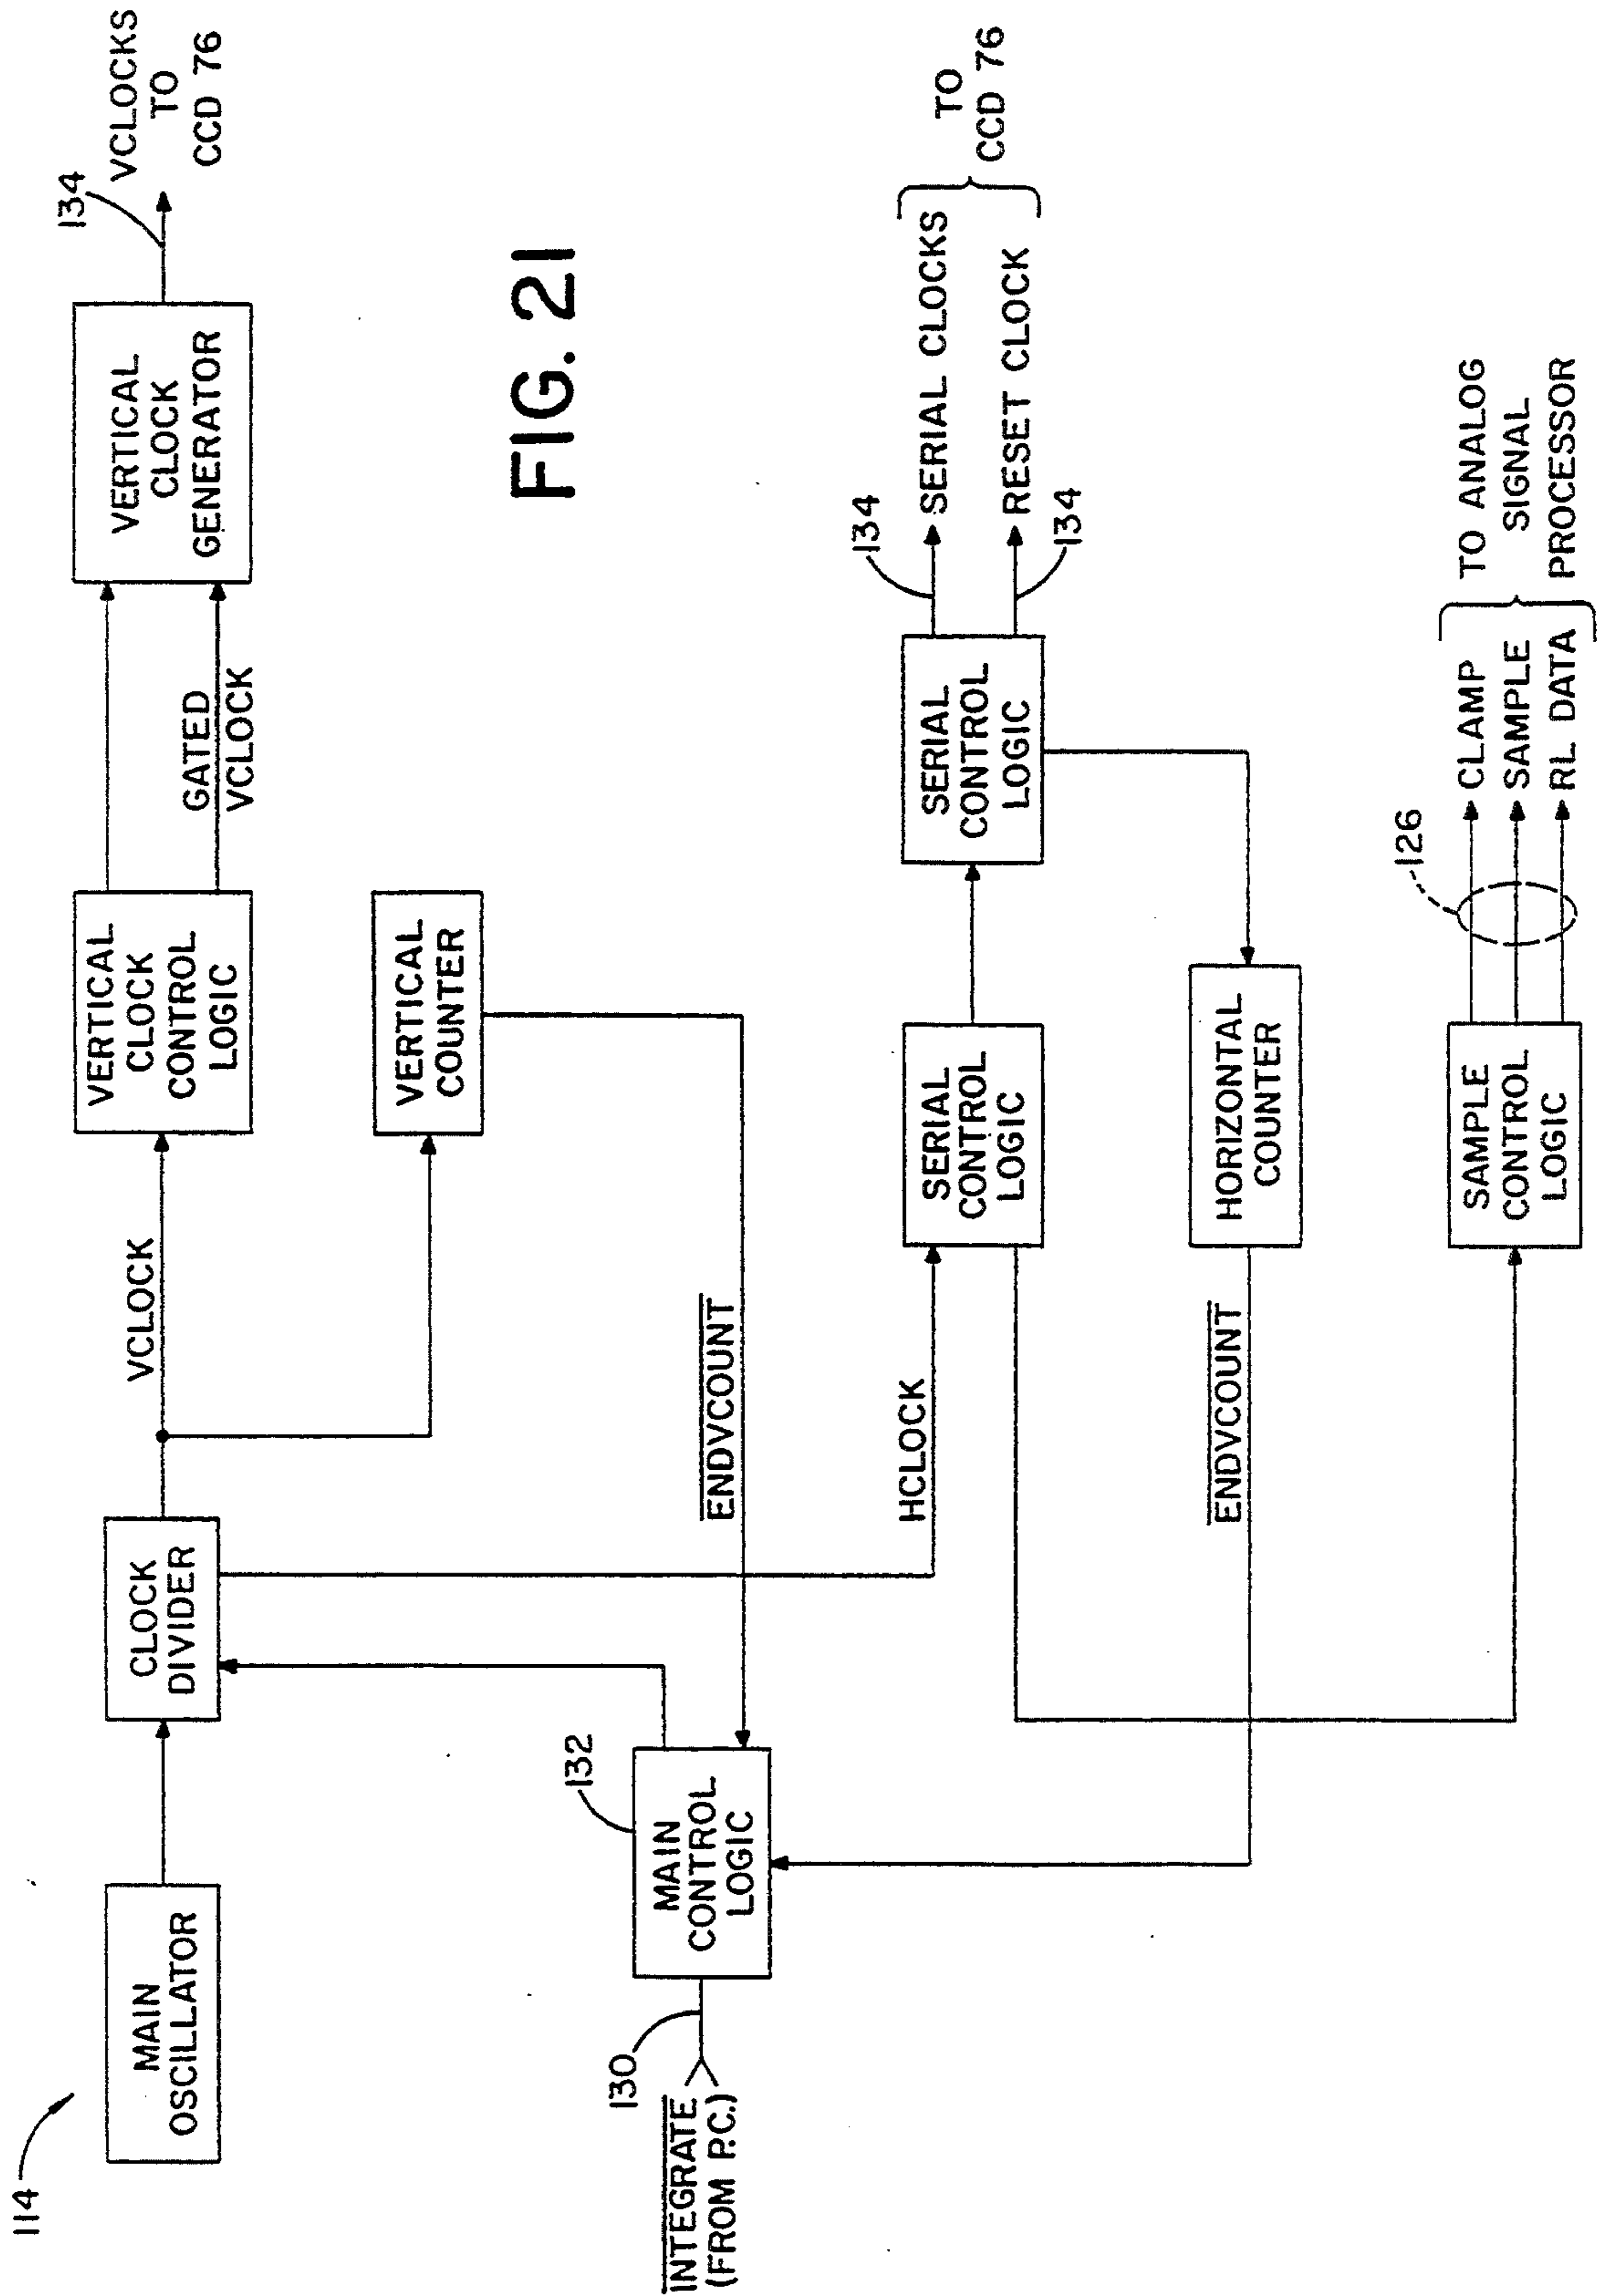 114
MAIN
OSCILLATOR
CLOCK
DIVIDER
VCLOCK
VERTICAL
CLOCK
CONTROL
LOGIC
GATED
VCLOCK
VERTICAL
CLOCK
GENERATOR
134
VCLOCKS
TO
CCD 76
VERTICAL
COUNTER
FIG. 21
INTEGRATE
(FROM P.C.)
130
132
MAIN
CONTROL
LOGIC
ENDVCOUNT
HCLOCK
SERIAL
CONTROL
LOGIC
SERIAL
CONTROL
LOGIC
134
SERIAL CLOCKS
RESET CLOCK
134
TO
CCD 76
ENDVCOUNT
HORIZONTAL
COUNTER
SAMPLE
CONTROL
LOGIC
126
CLAMP
SAMPLE
RL DATA
TO ANALOG
SIGNAL
PROCESSOR